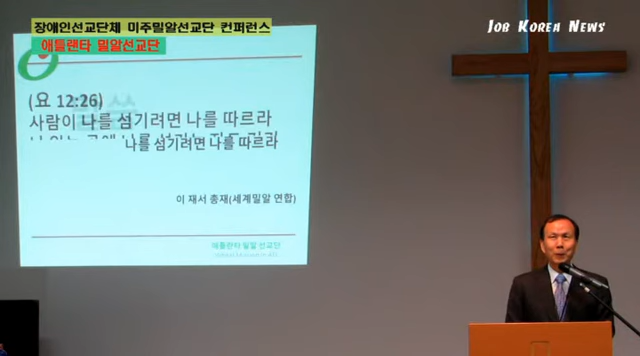 장애인선교단체 미주밀알선교단 컨퍼런스
애틀랜타 밀알선교단
JOB KOREA NEWS
(요 12:26)
사람이 나를 섬기려면 나를 따르라
나를 섬기려면 나를 따르라
이 재서 총재(세계밀알 연합)
애틀란타 밀알 선교단